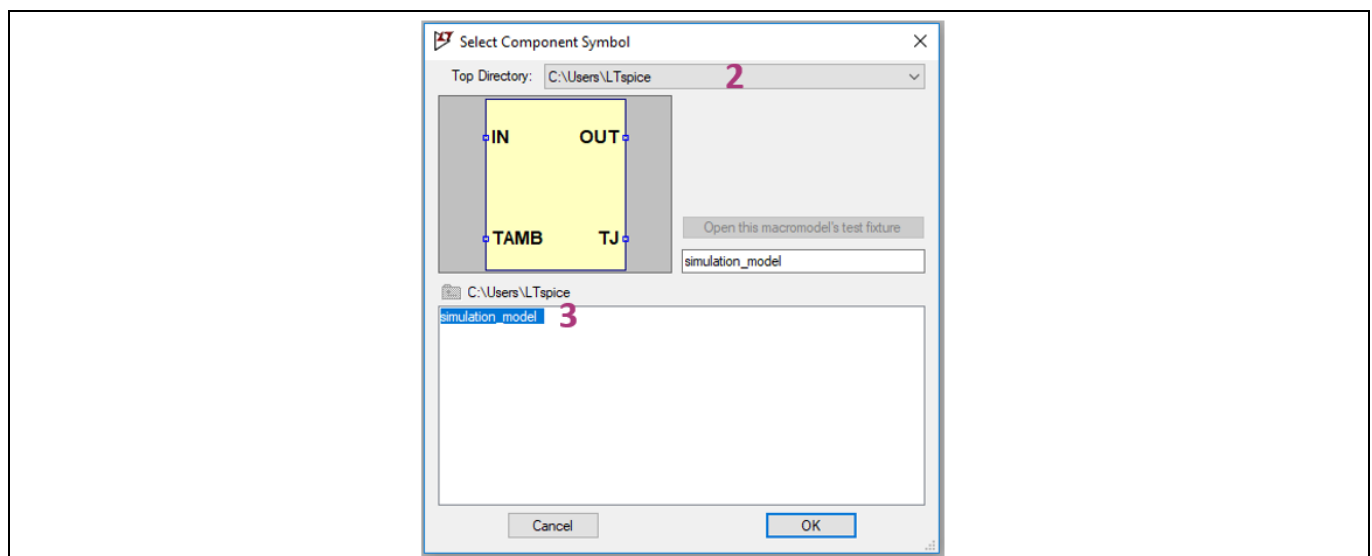 Select Component Symbol
Top Directory: C:\Users\LTspice 2
IN OUT
TAMB TJ
Open this macromodel's test fixture
simulation_model
C:\Users\LTspice
simulation_model 3
Cancel OK